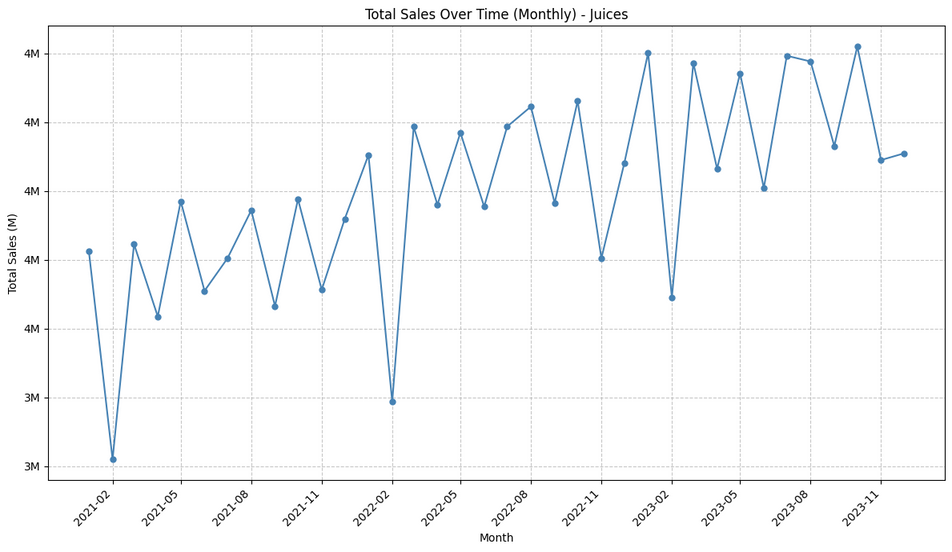 Total Sales Over Time (Monthly) - Juices
Total Sales (M)
4M
4M
4M
4M
4M
3M
3M
2021-02
2021-05
2021-08
2021-11
2022-02
2022-05
2022-08
2022-11
2023-02
2023-05
2023-08
2023-11
Month